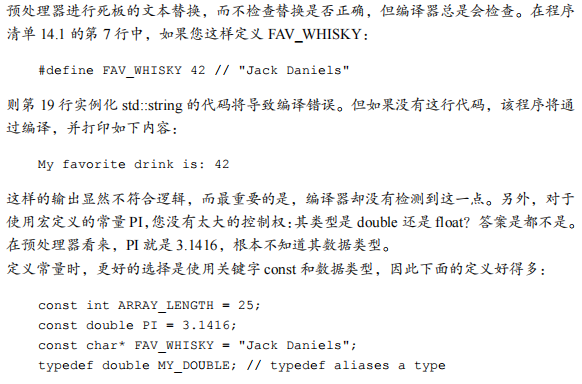 预处理器进行死板的文本替换，而不检查替换是否正确，但编译器总是会检查。在程序
清单 14.1 的第 7 行中，如果您这样定义 FAV_WHISKY：
#define FAV_WHISKY 42 // "Jack Daniels"
则第 19 行实例化 std::string 的代码将导致编译错误。但如果没有这行代码，该程序将通
过编译，并打印如下内容：
My favorite drink is: 42
这样的输出显然不符合逻辑，而最重要的是，编译器却没有检测到这一点。另外，对于
使用宏定义的常量 PI，您没有太大的控制权：其类型是 double 还是 float？答案是都不是。
在预处理器看来，PI 就是 3.1416，根本不知道其数据类型。
定义常量时，更好的选择是使用关键字 const 和数据类型，因此下面的定义好得多：
const int ARRAY_LENGTH = 25;
const double PI = 3.1416;
const char* FAV_WHISKY = "Jack Daniels";
typedef double MY_DOUBLE; // typedef aliases a type